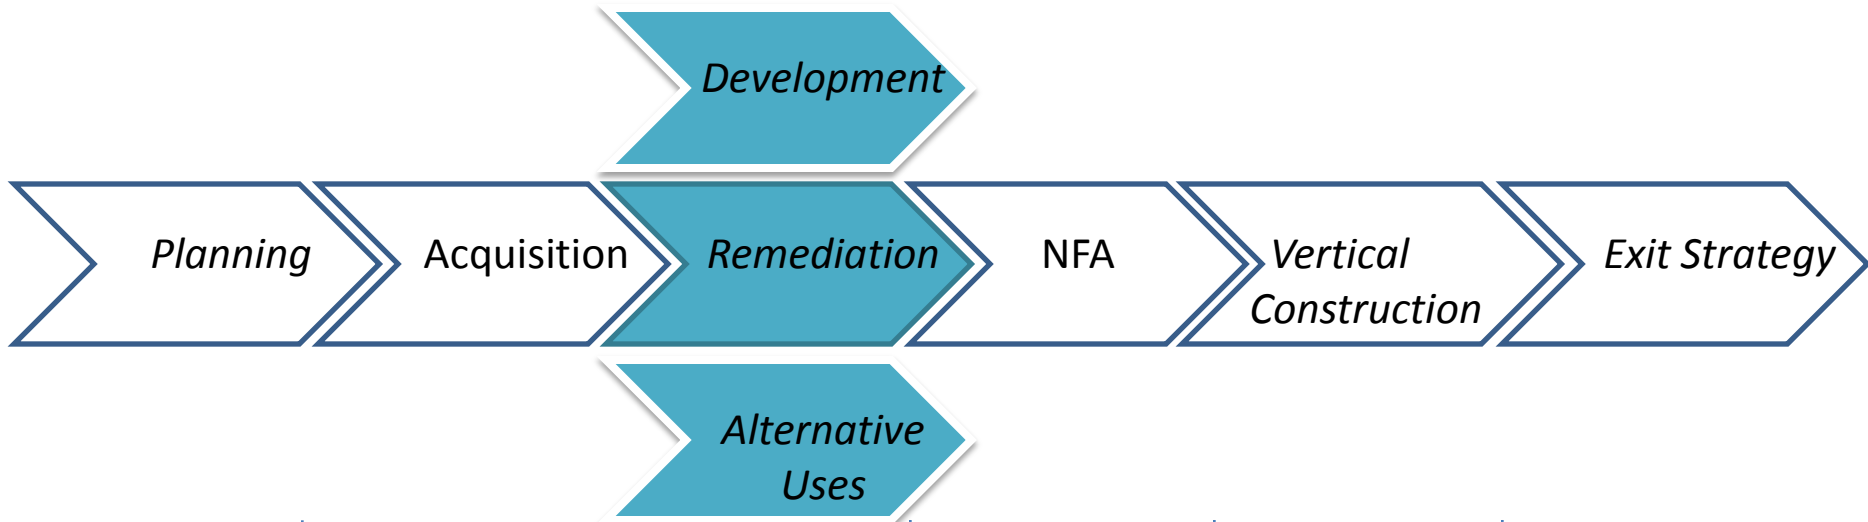 Development
Planning
Acquisition
Remediation
NFA
Vertical
Construction
Exit Strategy
Alternative
Uses